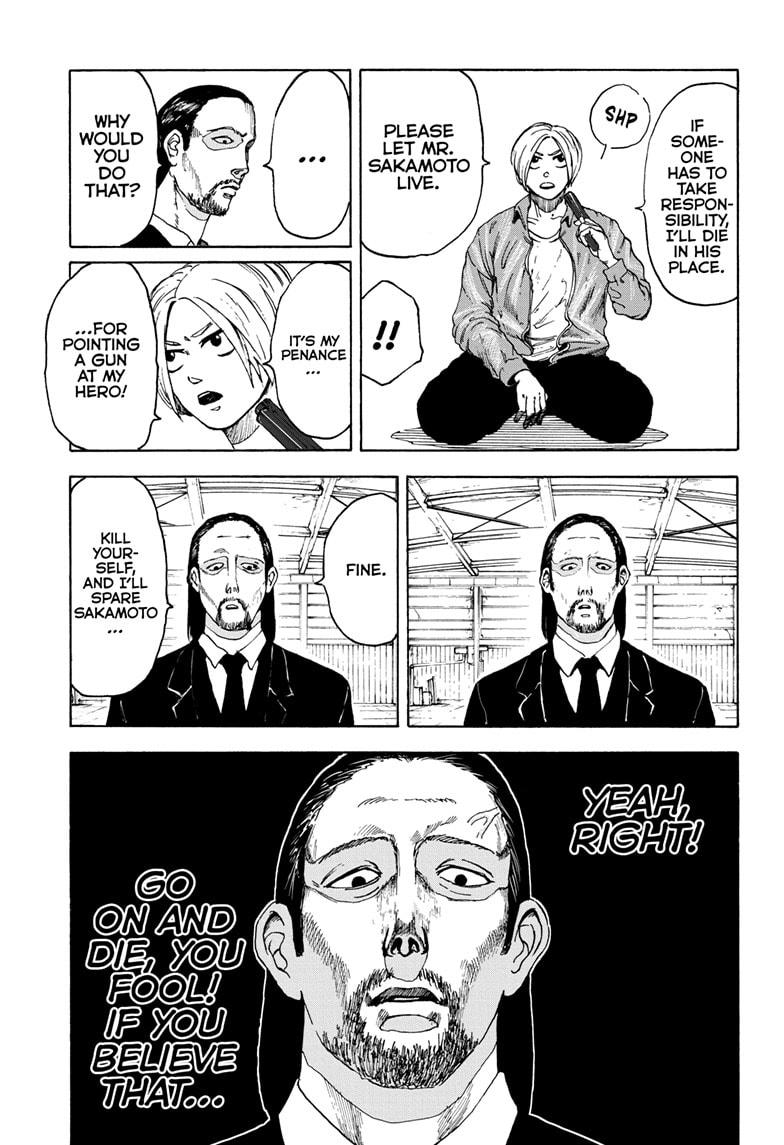 IF
SOME-
ONE
HAS TO
TAKE
RESPON-
SIBILITY,
I'LL DIE
IN HIS
PLACE.
SHP
PLEASE
LET MR.
SAKAMOTO
LIVE.
!!
...
WHY
WOULD
YOU
DO
THAT?
IT'S MY
PENANCE
...
...FOR
POINTING
A GUN
AT MY
HERO!
FINE.
KILL
YOUR-
SELF,
AND I'LL
SPARE
SAKAMOTO
...
YEAH,
RIGHT!
GO
ON AND
DIE, YOU
FOOL!
IF YOU
BELIEVE
THAT...